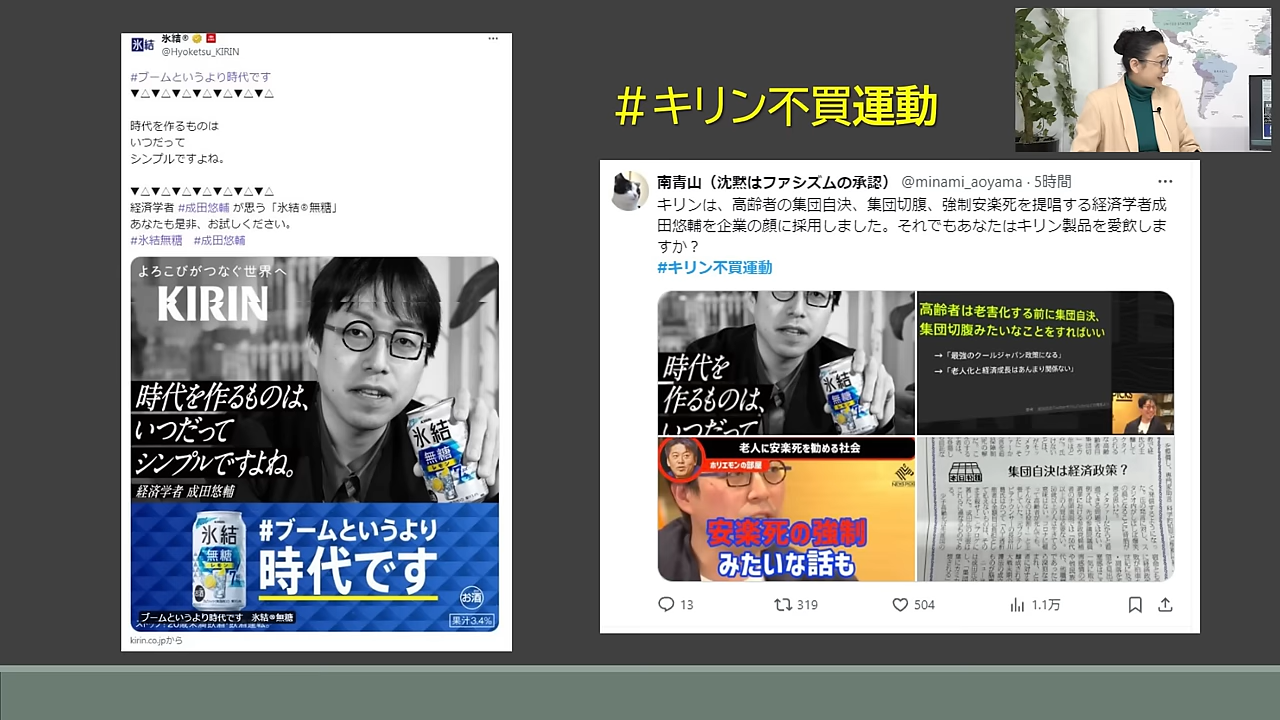 氷結®
@Hyoketsu_KIRIN
#ブームというより時代です
▼△▼△▼△▼△▼△▼△▼△
時代を作るものは
いつだって
シンプルですよね。
▼△▼△▼△▼△▼△▼△▼△
経済学者 #成田悠輔 が思う「氷結®無糖」
あなたも是非、お試しください。
#氷結無糖 #成田悠輔
よろこびがつなぐ世界へ
KIRIN
時代を作るものは、
いつだって
シンプルですよね。
経済学者 成田悠輔
氷結
無糖
レモン
#ブームというより
時代です
氷結
無糖
レモン
7%
お酒
果汁3.4%
ブームというより時代です 氷結®無糖
kirin.co.jpから
#キリン不買運動
南青山（沈黙はファシズムの承認） @minami_aoyama · 5時間
キリンは、高齢者の集団自決、集団切腹、強制安楽死を提唱する経済学者成
田悠輔を企業の顔に採用しました。それでもあなたはキリン製品を愛飲しま
すか？
#キリン不買運動
時代を
作るものは、
いつだって
氷結
無糖
高齢者は老害化する前に集団自決、
集団切腹みたいなことをすればいい
→「最強のクールジャパン政策になる」
→「老人化と経済成長はあんまり関係ない」
老人に安楽死を勧める社会
ホリエモンの部屋
安楽死の強制
みたいな話も
本日
集団自決は経済政策？
13
319
504
1.1万